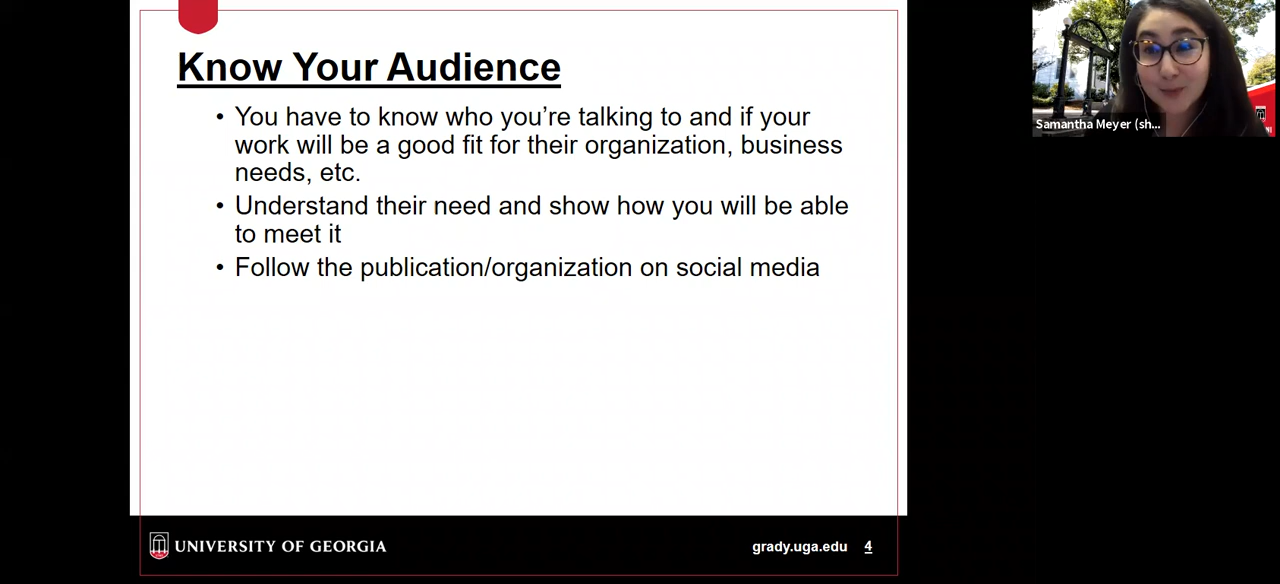 Know Your Audience
• You have to know who you’re talking to and if your
work will be a good fit for their organization, business
needs, etc.
• Understand their need and show how you will be able
to meet it
• Follow the publication/organization on social media
UNIVERSITY OF GEORGIA
grady.uga.edu 4
Samantha Meyer (sh...